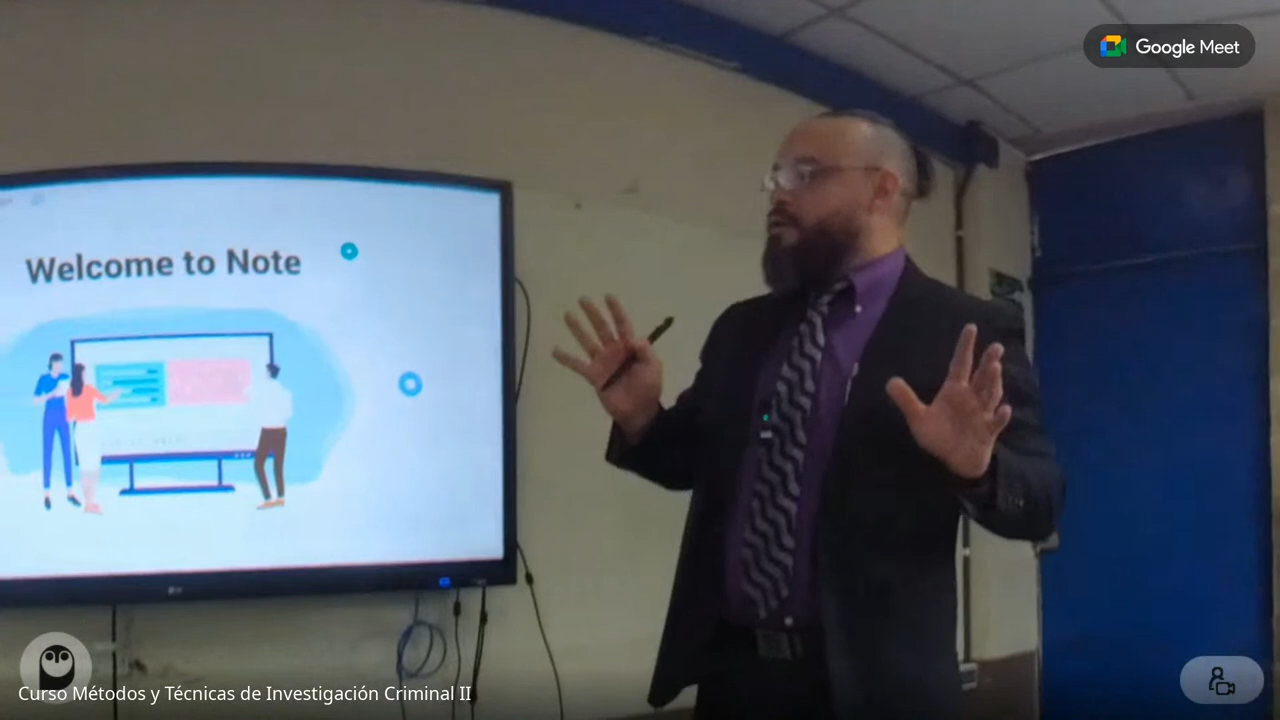 Google Meet
Welcome to Note
Curso Métodos y Técnicas de Investigación Criminal II